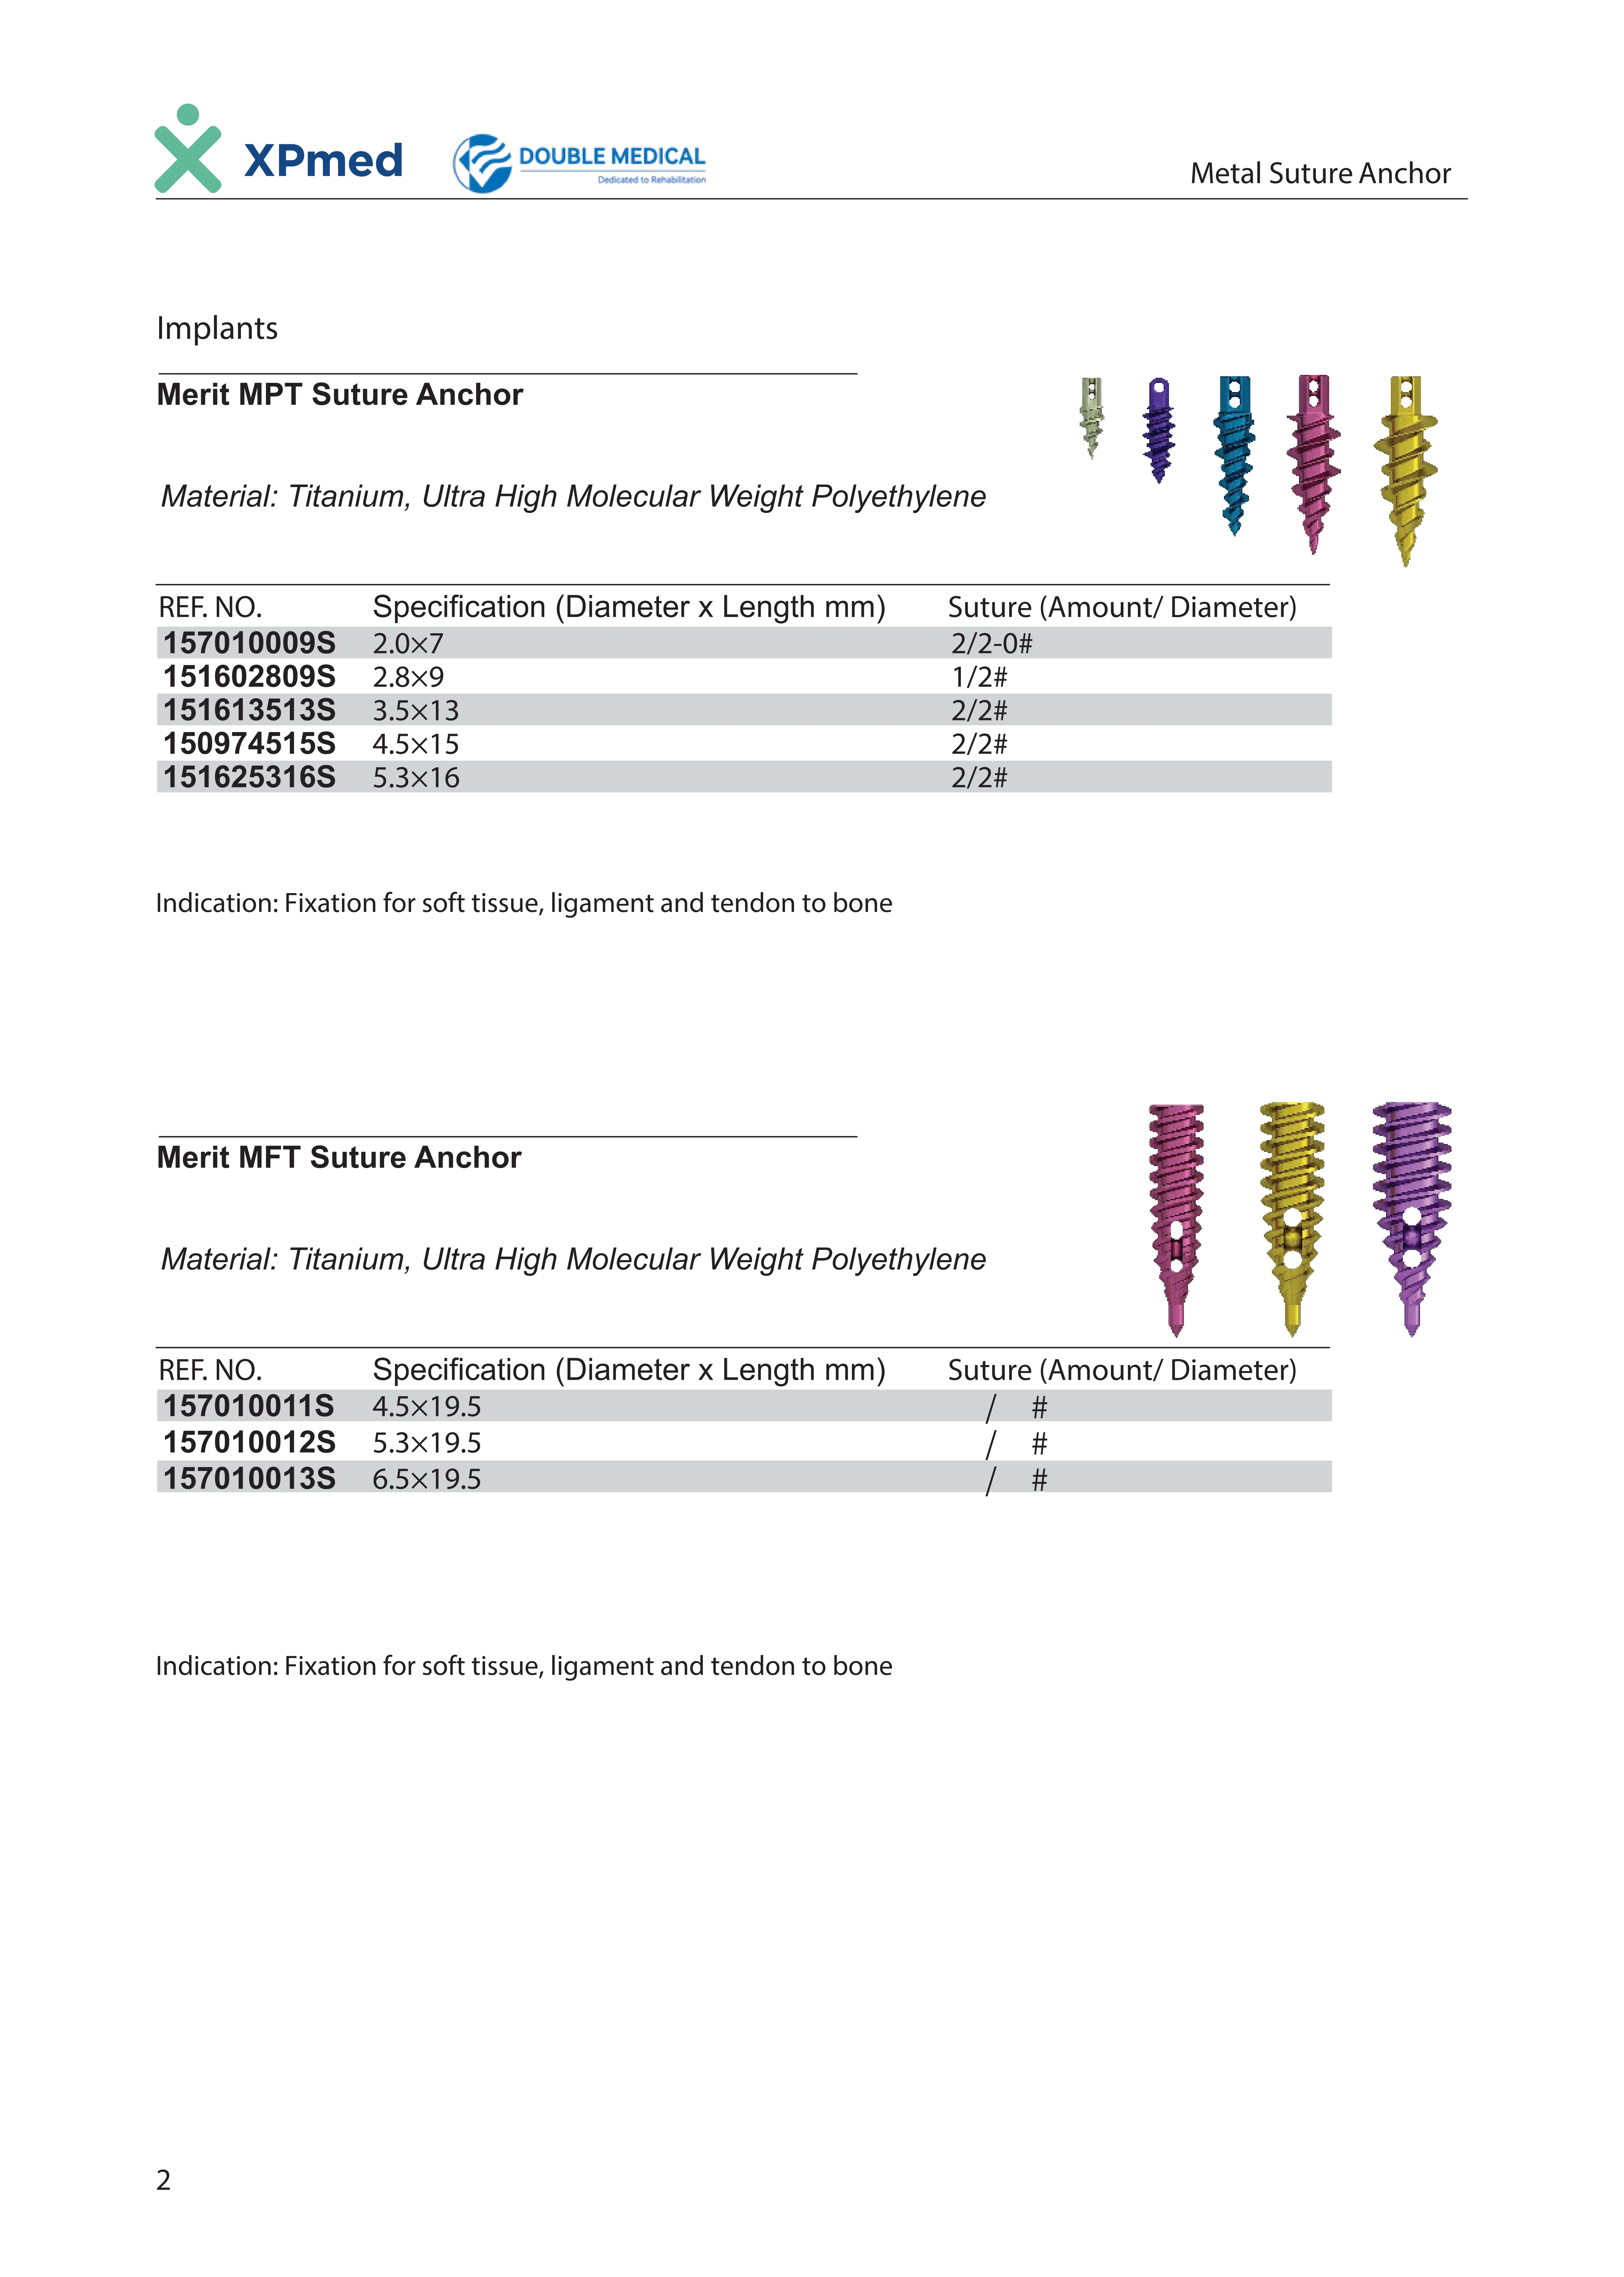 XPmed
DOUBLE MEDICAL
Dedicated to Rehabilitation
Metal Suture Anchor
Implants
Merit MPT Suture Anchor
Material: Titanium, Ultra High Molecular Weight Polyethylene
REF. NO. Specification (Diameter x Length mm) Suture (Amount/ Diameter)
157010009S 2.0×7 2/2-0#
151602809S 2.8×9 1/2#
151613513S 3.5×13 2/2#
150974515S 4.5×15 2/2#
151625316S 5.3×16 2/2#
Indication: Fixation for soft tissue, ligament and tendon to bone
Merit MFT Suture Anchor
Material: Titanium, Ultra High Molecular Weight Polyethylene
REF. NO. Specification (Diameter x Length mm) Suture (Amount/ Diameter)
157010011S 4.5×19.5 / #
157010012S 5.3×19.5 / #
157010013S 6.5×19.5 / #
Indication: Fixation for soft tissue, ligament and tendon to bone
2